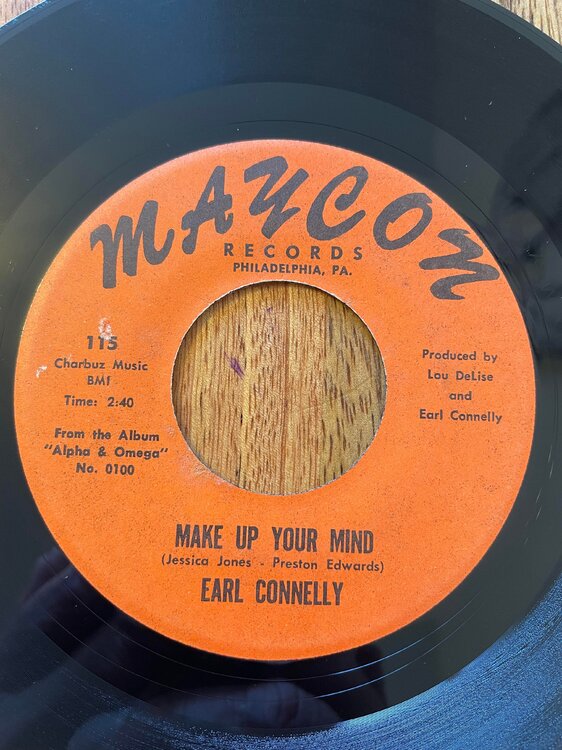 MAYCON
RECORDS
PHILADELPHIA, PA.
115
Charbuz Music
BMI
Time: 2:40
From the Album
"Alpha & Omega"
No. 0100
Produced by
Lou DeLise
and
Earl Connelly
MAKE UP YOUR MIND
(Jessica Jones - Preston Edwards)
EARL CONNELLY